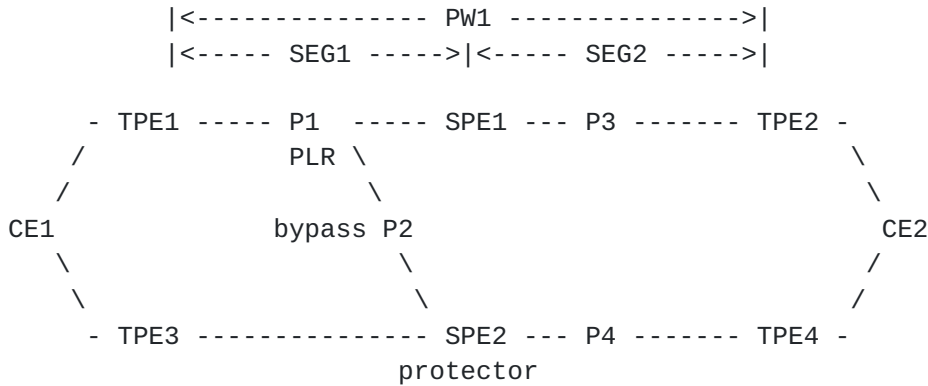 |<--------------- PW1 --------------->|
|<----- SEG1 ----->|<----- SEG2 ----->|
- TPE1 ----- P1 ----- SPE1 --- P3 ------- TPE2 -
/ PLR \ \
/ \ \
CE1 bypass P2 CE2
\ \ /
\ \ /
- TPE3 ---------------- SPE2 --- P4 ------- TPE4 -
protector